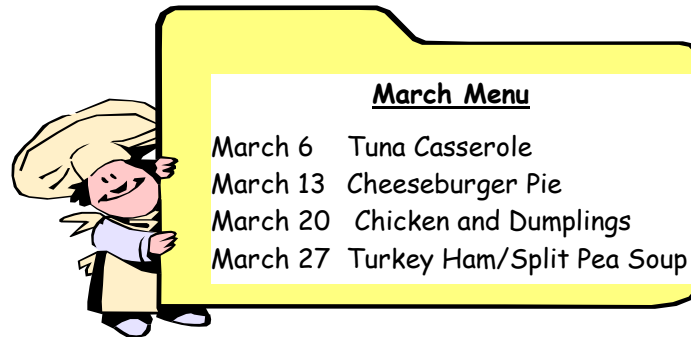 March Menu
March 6 Tuna Casserole
March 13 Cheeseburger Pie
March 20 Chicken and Dumplings
March 27 Turkey Ham/Split Pea Soup